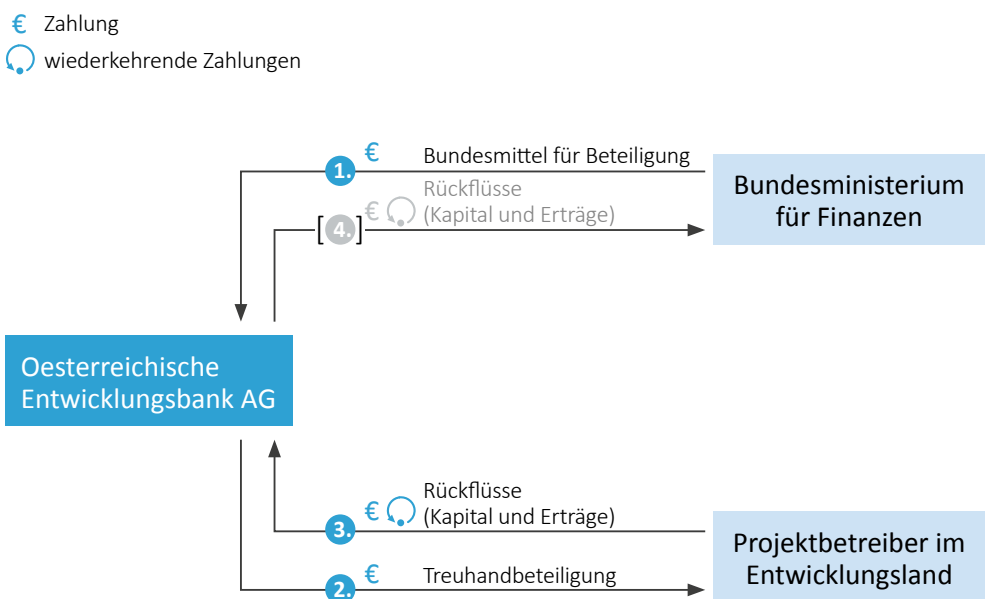 € Zahlung
wiederkehrende Zahlungen
1. € Bundesmittel für Beteiligung
Bundesministerium
für Finanzen
Rückflüsse
[4.] € (Kapital und Erträge)
Oesterreichische
Entwicklungsbank AG
Rückflüsse
3. € (Kapital und Erträge)
Projektbetreiber im
Entwicklungsland
2. € Treuhandbeteiligung